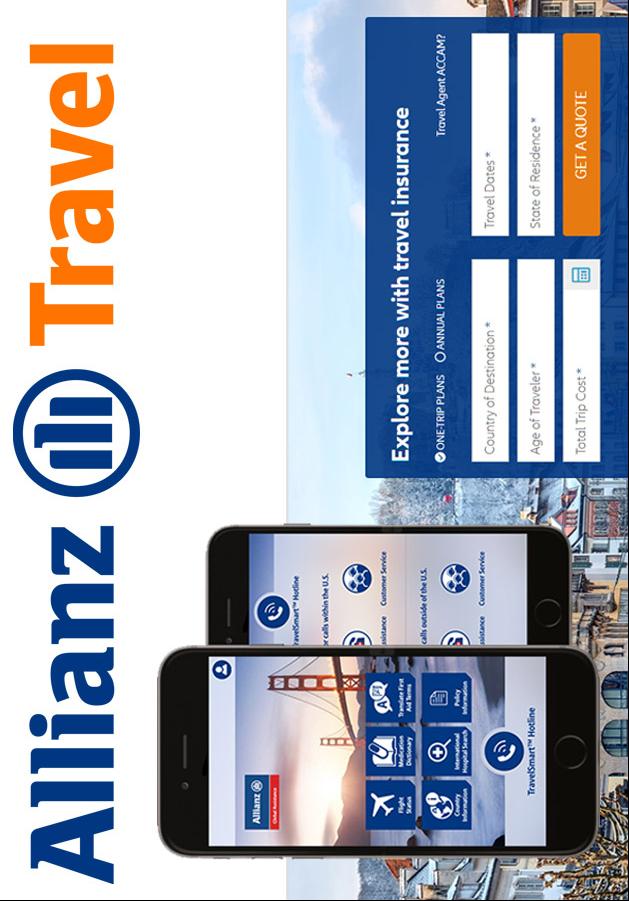 Allianz Travel
Explore more with travel insurance
ONE-TRIP PLANS
ANNUAL PLANS
Travel Agent ACCAM?
Country of Destination *
Travel Dates *
Age of Traveler *
State of Residence *
Total Trip Cost *
GET A QUOTE
Allianz
Global Assistance
Flight
Status
Medication
Dictionary
Translate First
Aid Terms
Country
Information
International
Hospital Search
Policy
Information
TravelSmart™ Hotline
TravelSmart™ Hotline
calls within the U.S.
Customer Service
calls outside of the U.S.
Customer Service